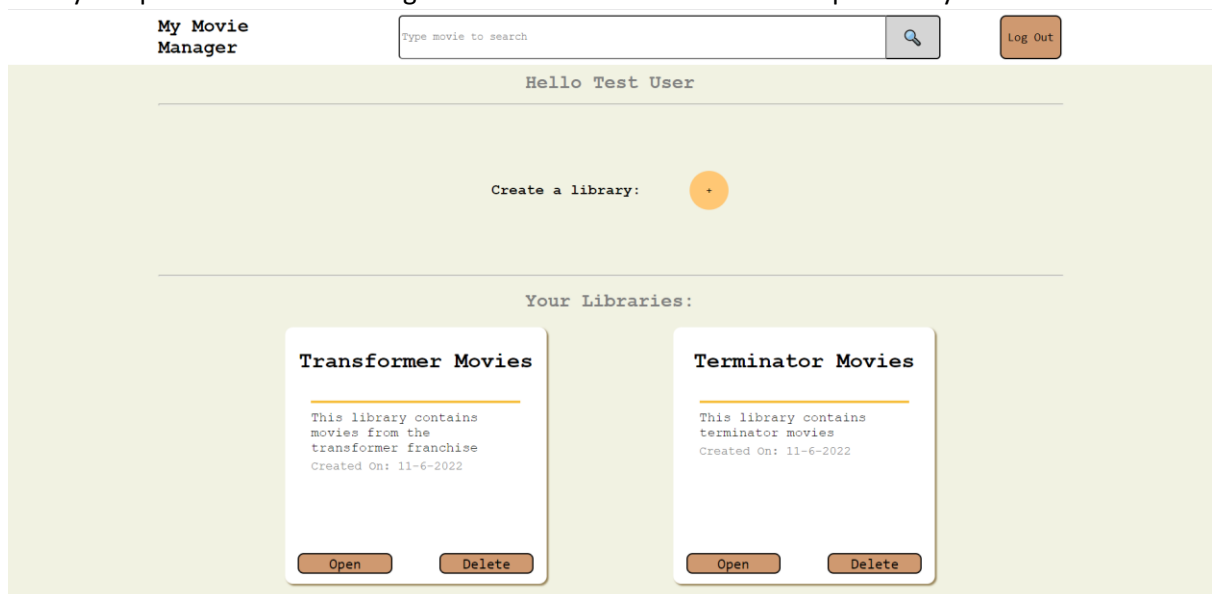 My Movie
Manager
Type movie to search
Log Out
Hello Test User
Create a library:
+
Your Libraries:
Transformer Movies
This library contains
movies from the
transformer franchise
Created On: 11-6-2022
Open
Delete
Terminator Movies
This library contains
terminator movies
Created On: 11-6-2022
Open
Delete